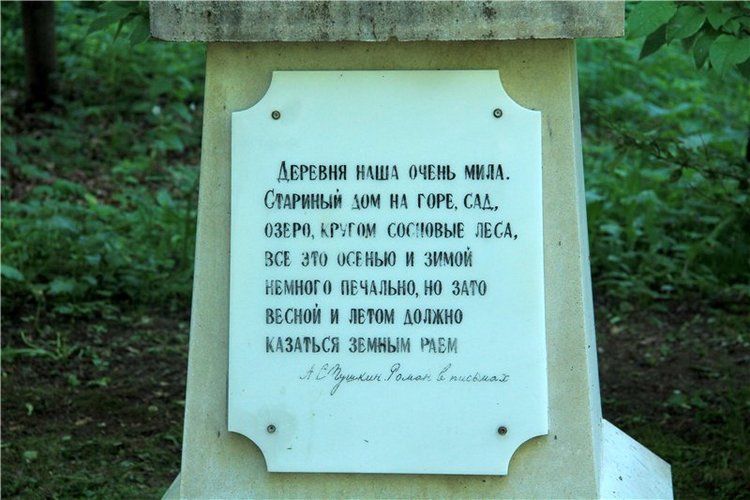 Деревня наша очень мила.
Стариный дом на горе, сад,
озеро, кругом сосновые леса,
все это осенью и зимой
немного печально, но зато
весной и летом должно
казаться земным раем
А С Пушкин Роман в письмах